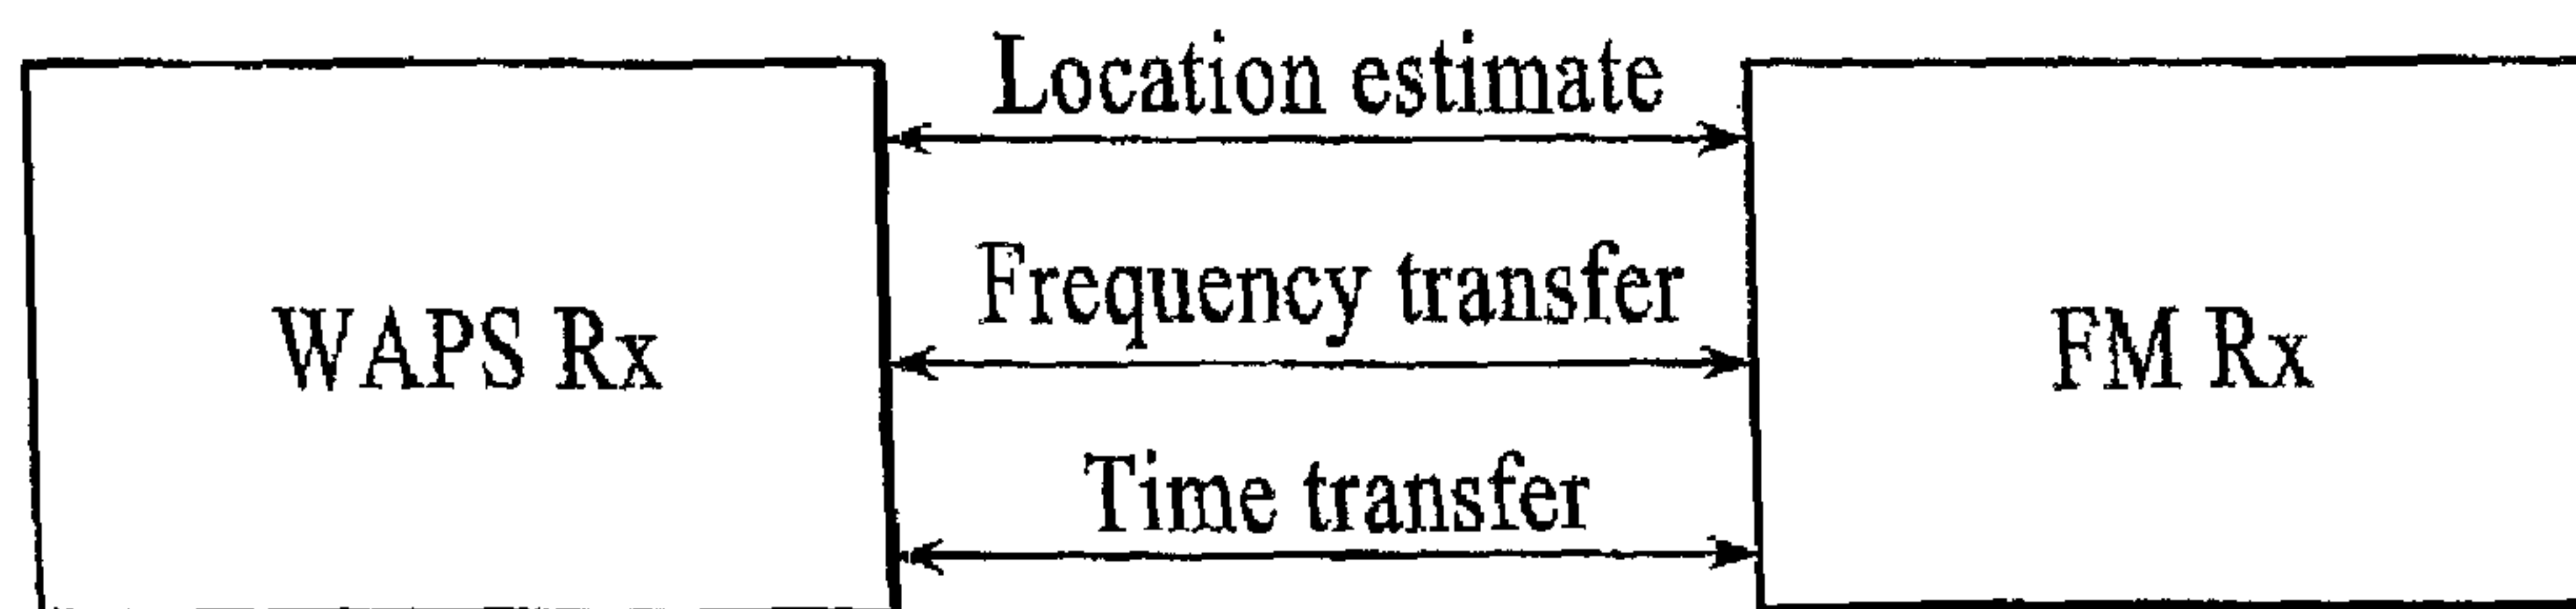 Location estimate
Frequency transfer
WAPS Rx
FM Rx
Time transfer